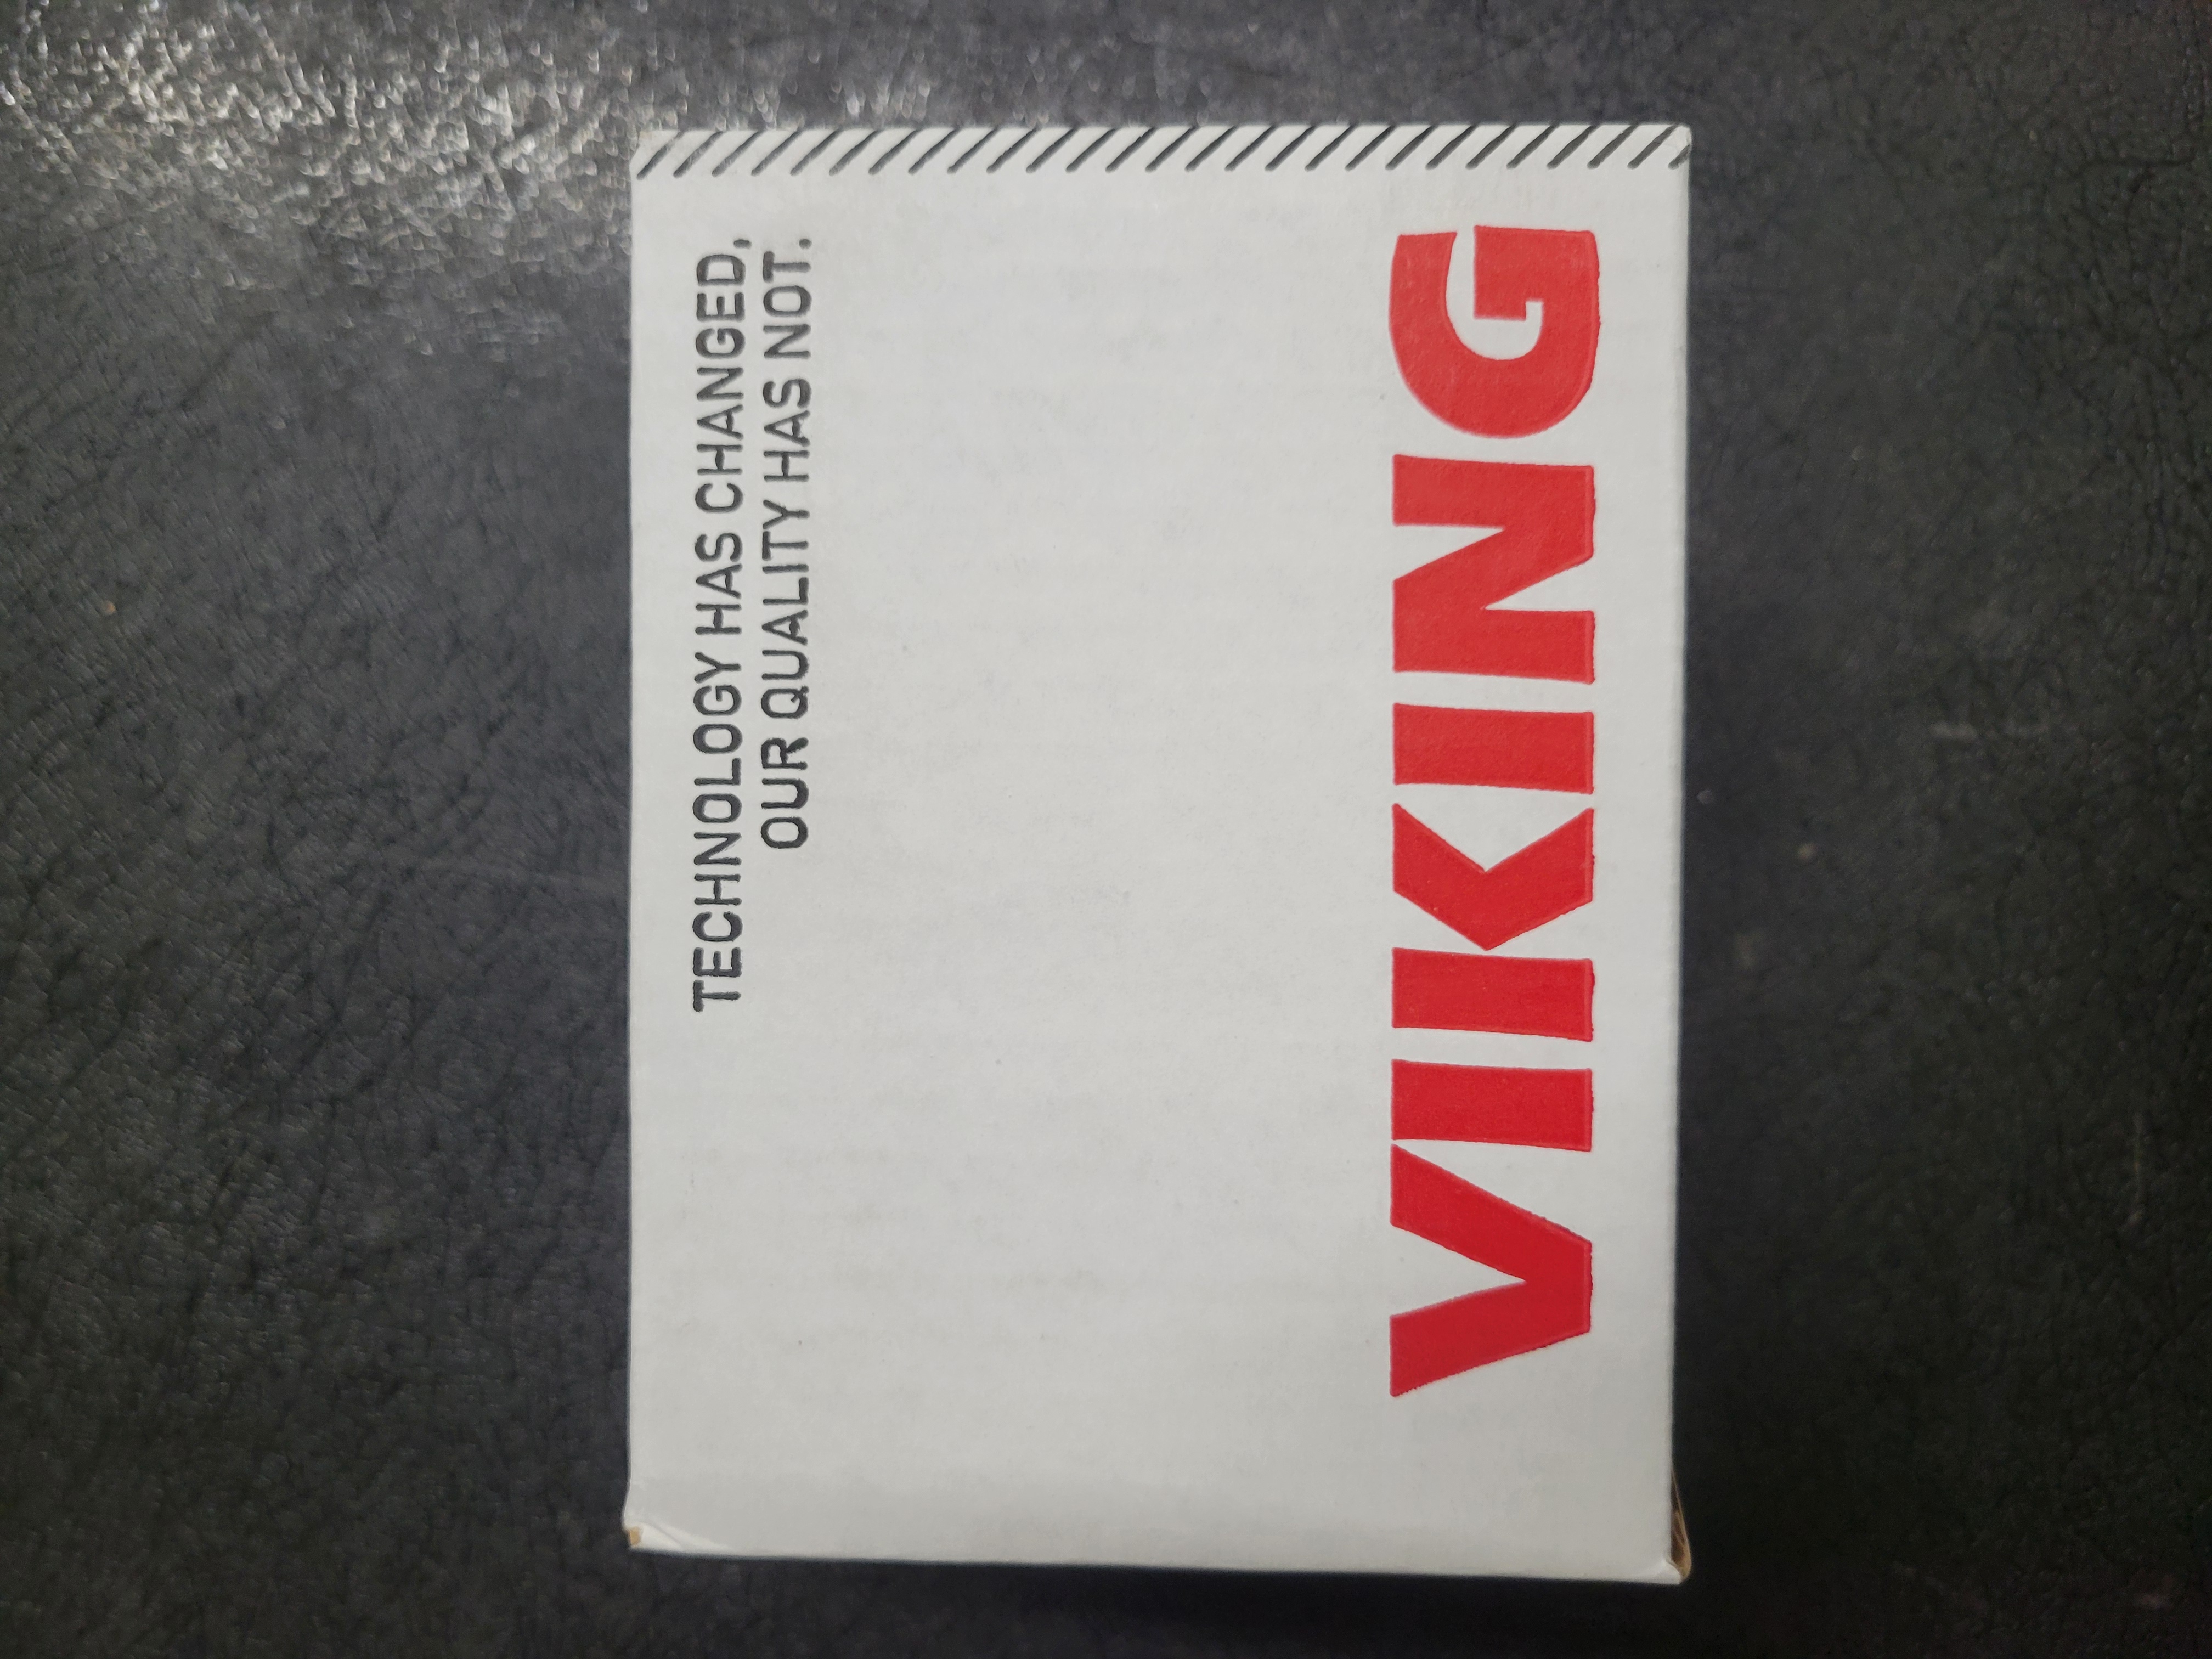 TECHNOLOGY HAS CHANGED,
OUR QUALITY HAS NOT.
VIKING